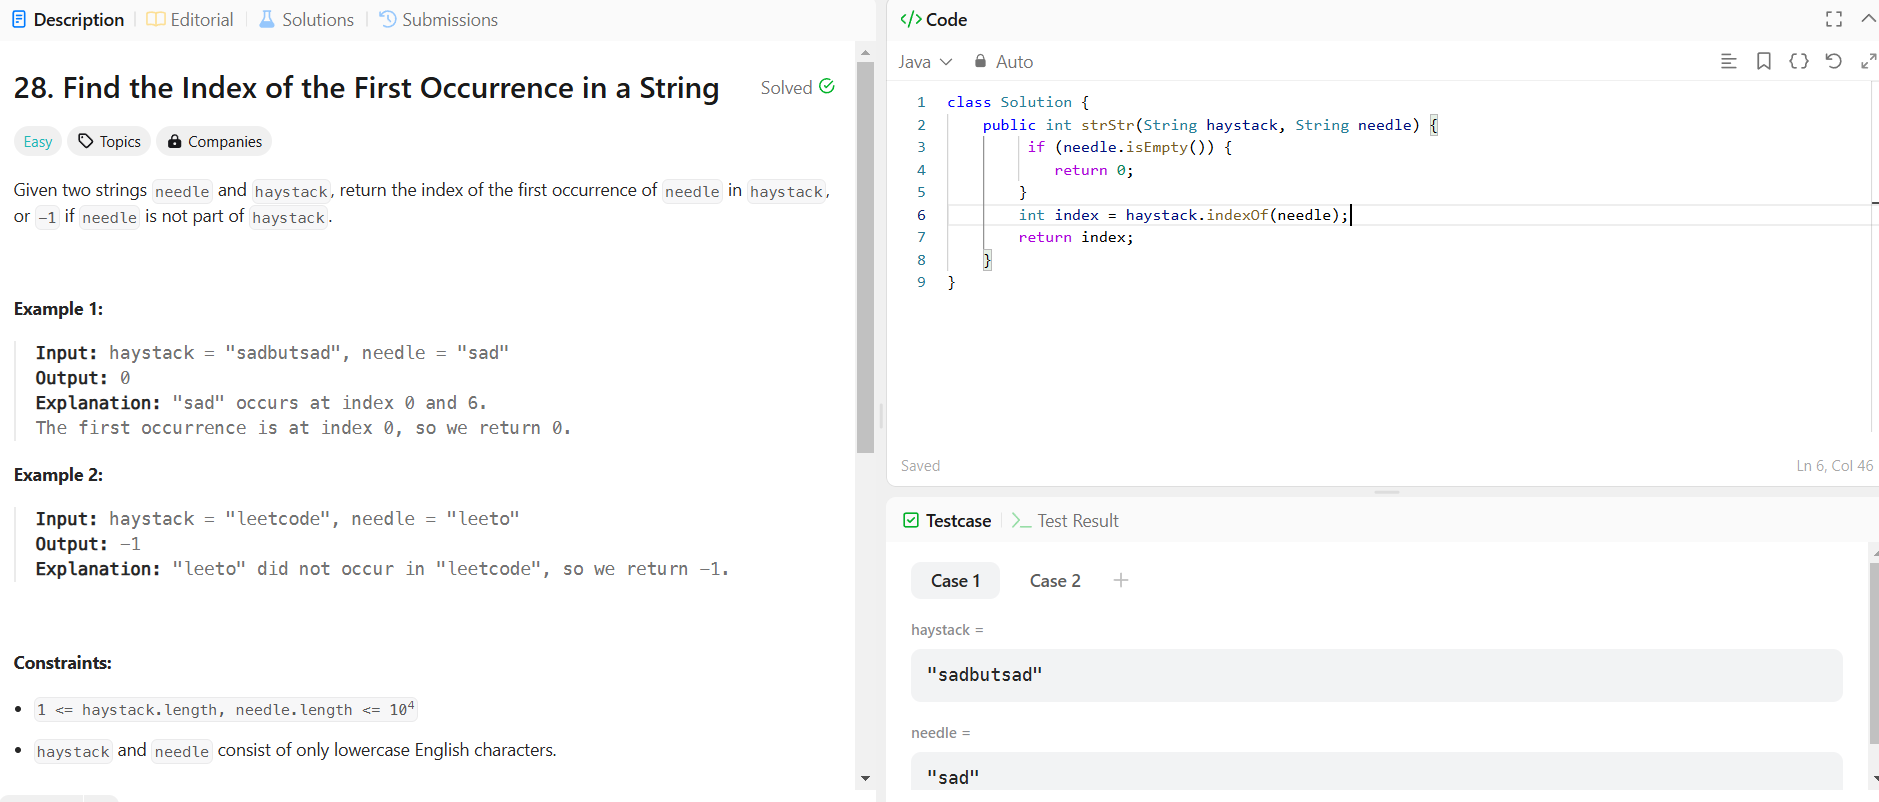 Description
Editorial
Solutions
Submissions
28. Find the Index of the First Occurrence in a String
Solved
Easy
Topics
Companies
Given two strings needle and haystack, return the index of the first occurrence of needle in haystack,
or -1 if needle is not part of haystack.
Example 1:
Input: haystack = "sadbutsad", needle = "sad"
Output: 0
Explanation: "sad" occurs at index 0 and 6.
The first occurrence is at index 0, so we return 0.
Example 2:
Input: haystack = "leetcode", needle = "leeto"
Output: -1
Explanation: "leeto" did not occur in "leetcode", so we return -1.
Constraints:
• 1 <= haystack.length, needle.length <= 10⁴
• haystack and needle consist of only lowercase English characters.
</> Code
Java
Auto
1 class Solution {
2     public int strStr(String haystack, String needle) {
3          if (needle.isEmpty()) {
4             return 0;
5         }
6         int index = haystack.indexOf(needle);
7         return index;
8     }
9 }
Saved
Ln 6, Col 46
Testcase
Test Result
Case 1
Case 2
+
haystack =
"sadbutsad"
needle =
"sad"